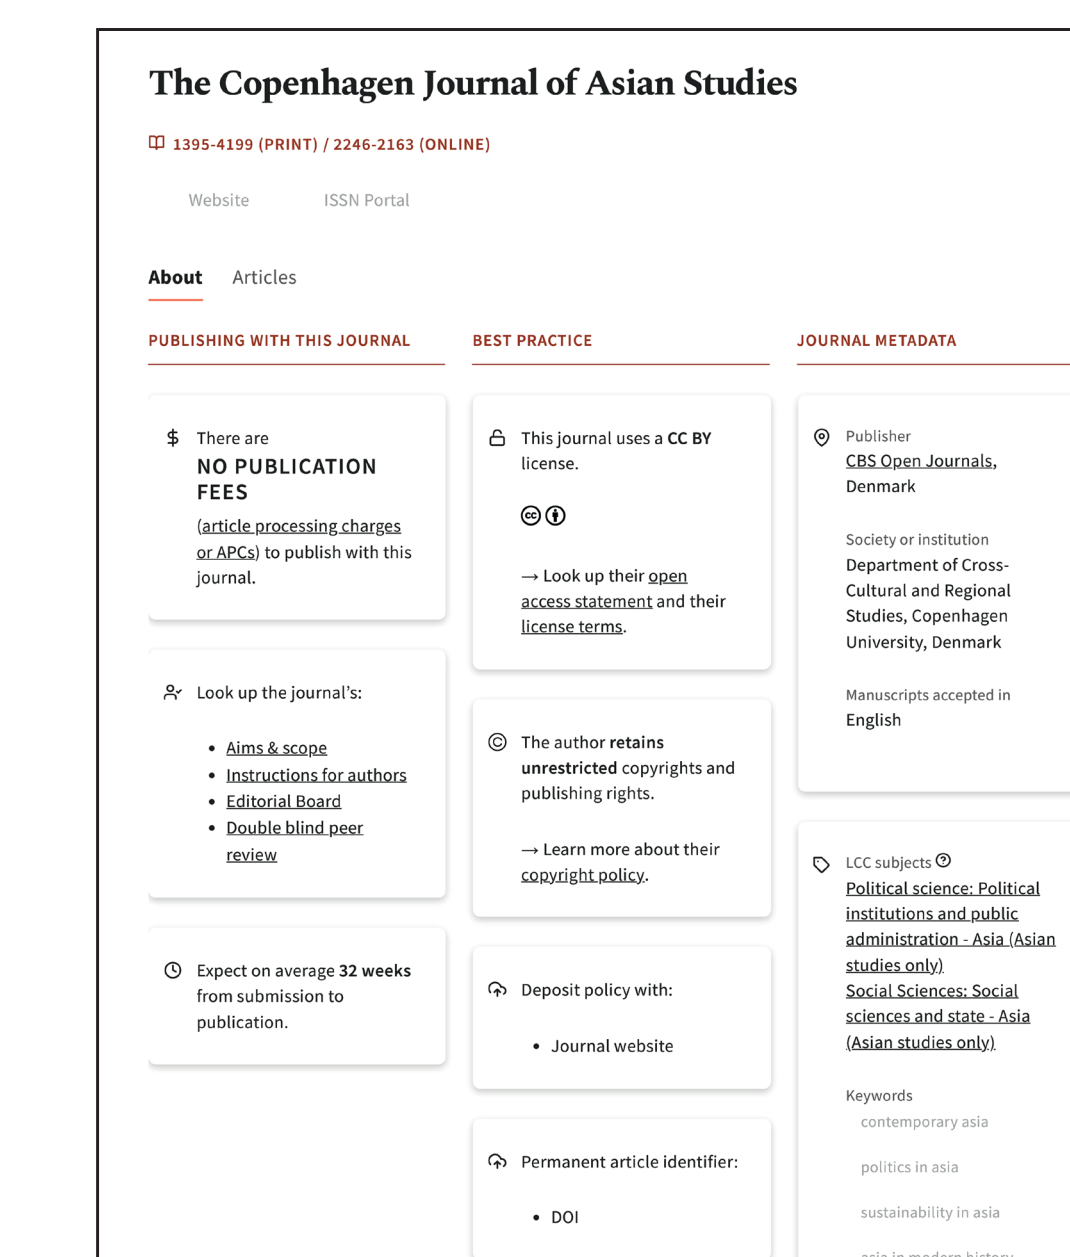 The Copenhagen Journal of Asian Studies
1395-4199 (PRINT) / 2246-2163 (ONLINE)
Website
ISSN Portal
About
Articles
PUBLISHING WITH THIS JOURNAL
There are
NO PUBLICATION
FEES
(article processing charges
or APCs) to publish with this
journal.
Look up the journal’s:
• Aims & scope
• Instructions for authors
• Editorial Board
• Double blind peer
review
Expect on average 32 weeks
from submission to
publication.
BEST PRACTICE
This journal uses a CC BY
license.
→ Look up their open
access statement and their
license terms.
The author retains
unrestricted copyrights and
publishing rights.
→ Learn more about their
copyright policy.
Deposit policy with:
• Journal website
Permanent article identifier:
• DOI
JOURNAL METADATA
Publisher
CBS Open Journals,
Denmark
Society or institution
Department of Cross-
Cultural and Regional
Studies, Copenhagen
University, Denmark
Manuscripts accepted in
English
LCC subjects
Political science: Political
institutions and public
administration - Asia (Asian
studies only)
Social Sciences: Social
sciences and state - Asia
(Asian studies only)
Keywords
contemporary asia
politics in asia
sustainability in asia
asia in modern history